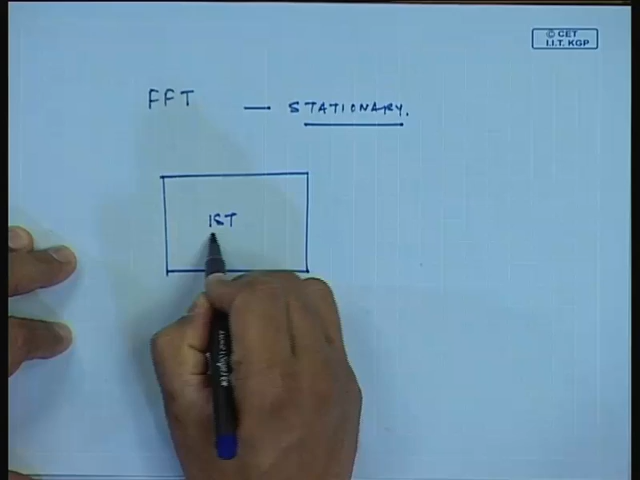 © CET
I.I.T. KGP
FFT — STATIONARY.
IST